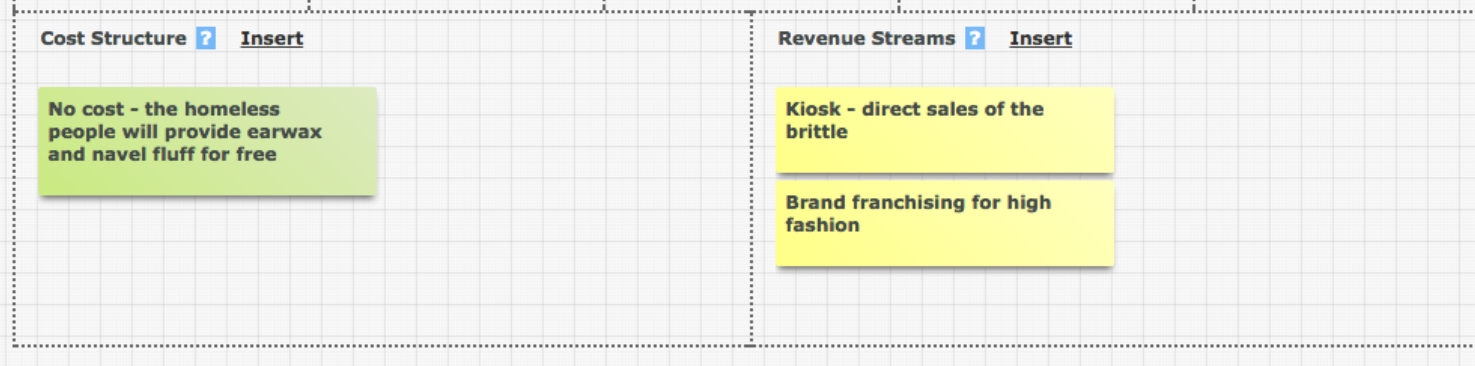 Cost Structure ? Insert
No cost - the homeless
people will provide earwax
and navel fluff for free
Revenue Streams ? Insert
Kiosk - direct sales of the
brittle
Brand franchising for high
fashion